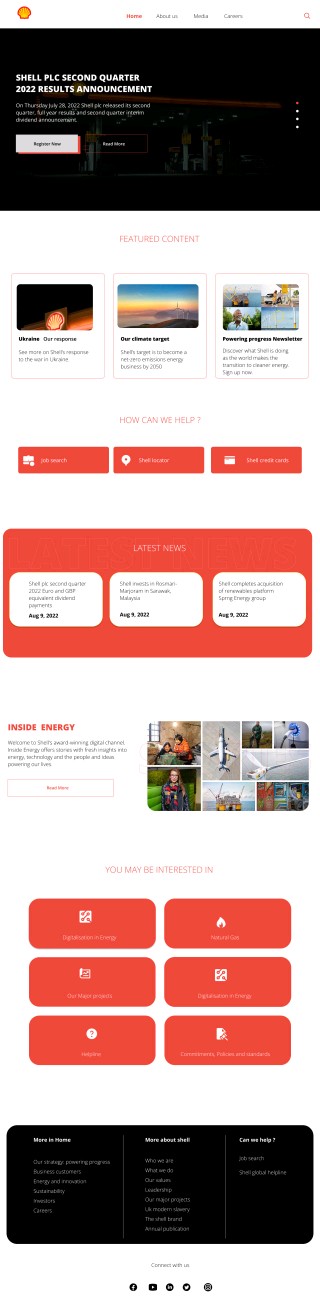 Home About us Media Careers
SHELL PLC SECOND QUARTER
2022 RESULTS ANNOUNCEMENT
On Thursday July 28, 2022 Shell plc released its second
quarter, full year results and second quarter interim
dividend announcement.
Register Now Read More
FEATURED CONTENT
Ukraine Our response
See more on Shell's response
to the war in Ukraine
Our climate target
Shell's target is to become a
net-zero emissions energy
business by 2050
Powering progress Newsletter
Discover what Shell is doing
as the world makes the
transition to cleaner energy.
Sign up now.
HOW CAN WE HELP ?
Job search Shell locator Shell credit cards
LATEST NEWS
Shell plc second quarter
2022 Euro and GBP
equivalent dividend
payments
Aug 9, 2022
Shell invests in Rosmari-
Marjoram in Sarawak,
Malaysia
Aug 9, 2022
Shell completes acquisition
of renewables platform
Spring Energy group
Aug 9, 2022
INSIDE ENERGY
Welcome to Shell's award-winning digital channel.
Inside Energy offers stories with fresh insights into
energy, technology and the people and ideas
powering our lives
Read More
YOU MAY BE INTERESTED IN
Digitalisation in Energy
Natural Gas
Our Major projects
Digitalisation in Energy
Helpline
Commitments, Policies and standards
More in Home
Our strategy: powering progress
Business customers
Energy and innovation
Sustainability
Investors
Careers
More about shell
Who we are
What we do
Our values
Leadership
Our major projects
Uk modern slavery
The shell brand
Annual publication
Can we help ?
Job search
Shell global helpline
Connect with us